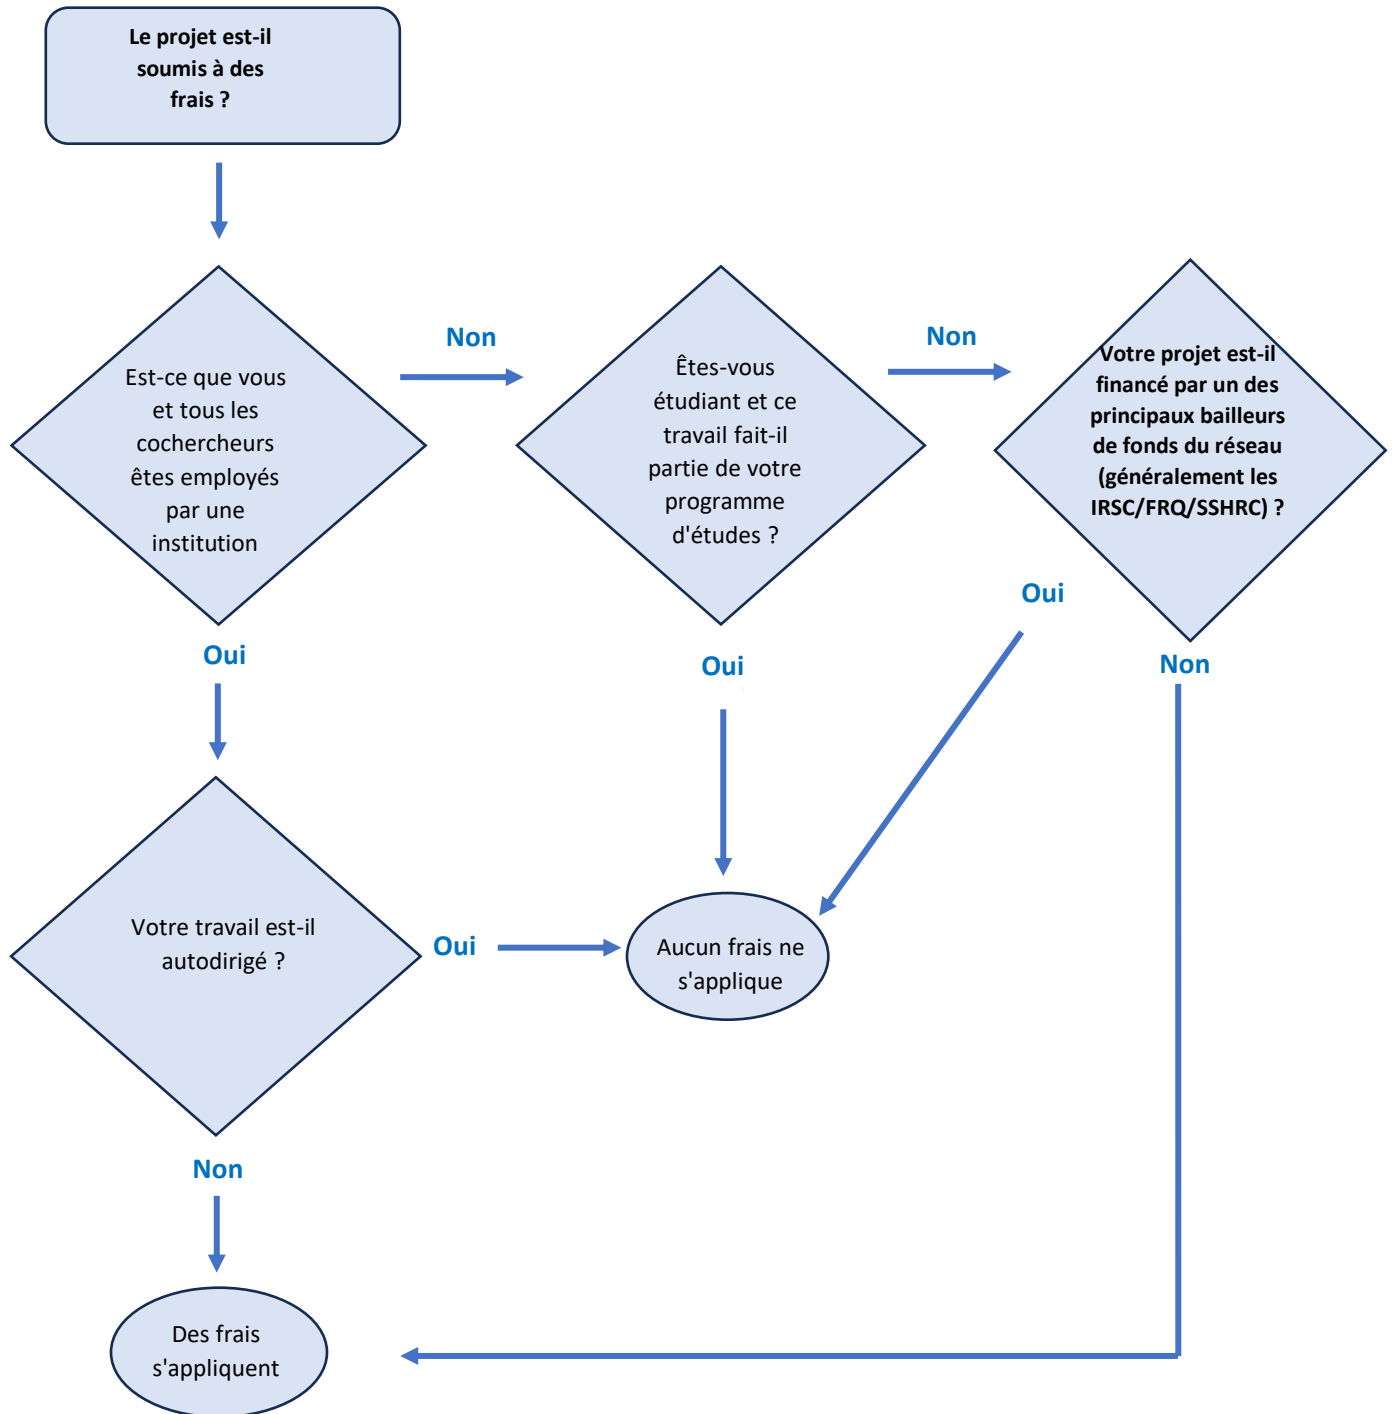 Le projet est-il
soumis à des
frais ?
Non
Non
Est-ce que vous
et tous les
cochercheurs
êtes employés
par une
institution
Êtes-vous
étudiant et ce
travail fait-il
partie de votre
programme
d'études ?
Votre projet est-il
financé par un des
principaux bailleurs
de fonds du réseau
(généralement les
IRSC/FRQ/SSHRC) ?
Oui
Oui
Oui
Non
Votre travail est-il
autodirigé ?
Oui
Aucun frais ne
s'applique
Non
Des frais
s'appliquent